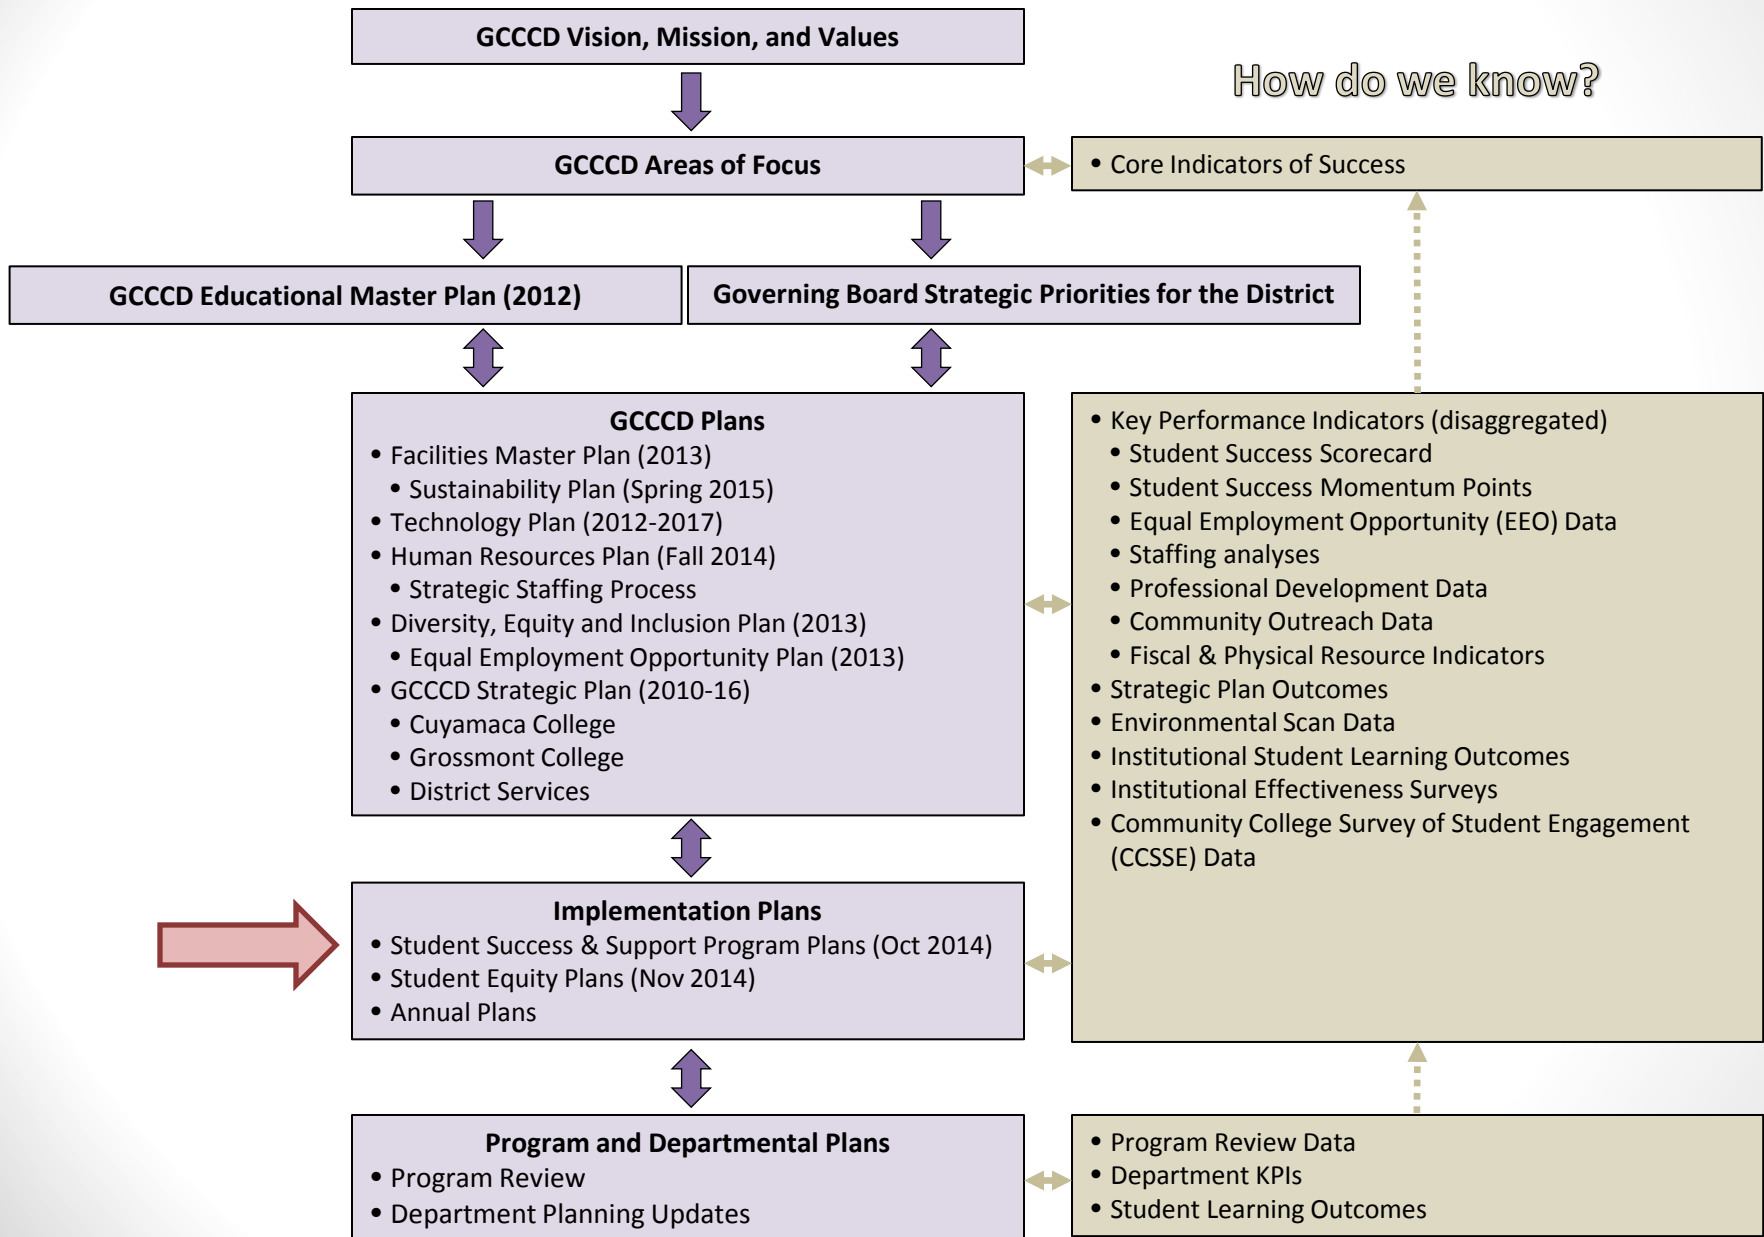 GCCCD Vision, Mission, and Values
How do we know?
GCCCD Areas of Focus
• Core Indicators of Success
GCCCD Educational Master Plan (2012)
Governing Board Strategic Priorities for the District
GCCCD Plans
• Facilities Master Plan (2013)
• Sustainability Plan (Spring 2015)
• Technology Plan (2012-2017)
• Human Resources Plan (Fall 2014)
• Strategic Staffing Process
• Diversity, Equity and Inclusion Plan (2013)
• Equal Employment Opportunity Plan (2013)
• GCCCD Strategic Plan (2010-16)
• Cuyamaca College
• Grossmont College
• District Services
• Key Performance Indicators (disaggregated)
• Student Success Scorecard
• Student Success Momentum Points
• Equal Employment Opportunity (EEO) Data
• Staffing analyses
• Professional Development Data
• Community Outreach Data
• Fiscal & Physical Resource Indicators
• Strategic Plan Outcomes
• Environmental Scan Data
• Institutional Student Learning Outcomes
• Institutional Effectiveness Surveys
• Community College Survey of Student Engagement
(CCSSE) Data
Implementation Plans
• Student Success & Support Program Plans (Oct 2014)
• Student Equity Plans (Nov 2014)
• Annual Plans
Program and Departmental Plans
• Program Review
• Department Planning Updates
• Program Review Data
• Department KPIs
• Student Learning Outcomes